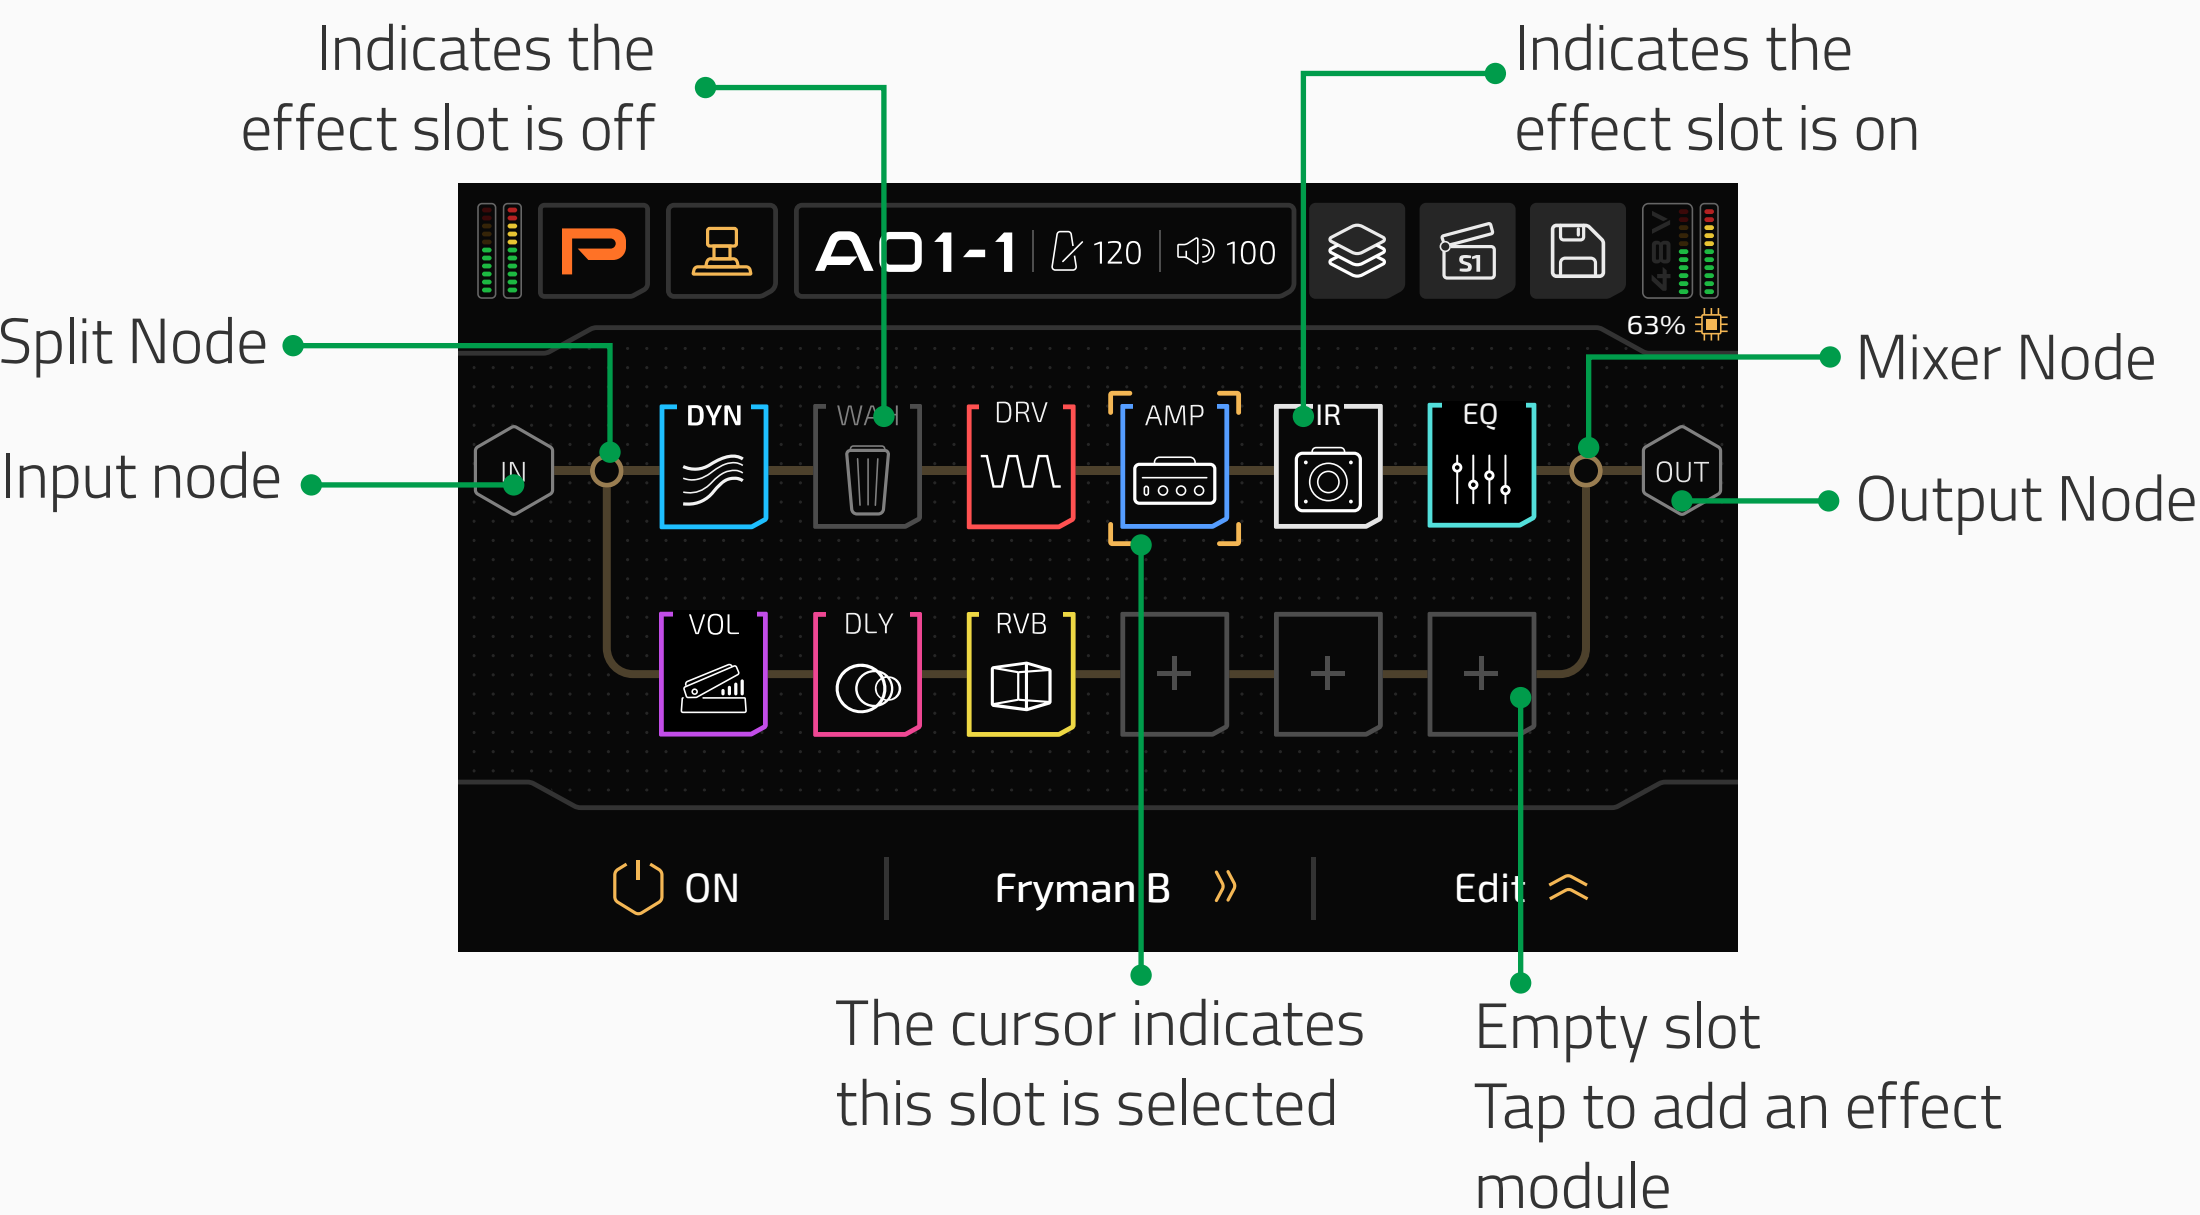 Indicates the
effect slot is off
Indicates the
effect slot is on
A01-1 120 100 S1 48V
63%
Split Node
Mixer Node
Input node
Output Node
IN
DYN WAH DRV AMP IR EQ
OUT
VOL DLY RVB
ON Fryman B Edit
The cursor indicates
this slot is selected
Empty slot
Tap to add an effect
module